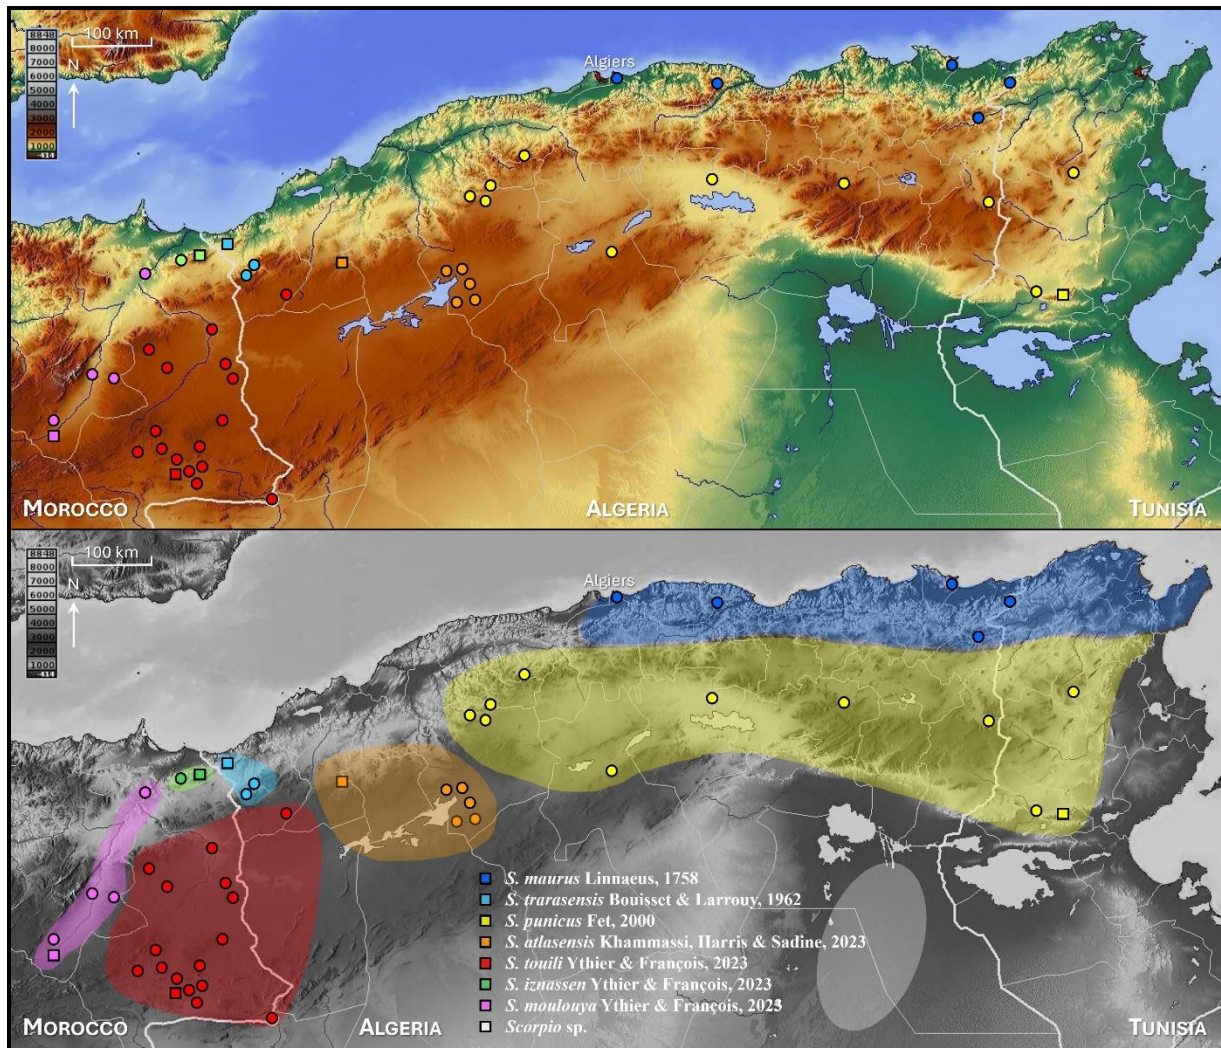 8848
8000
7000
6000
5000
4000
3000
2000
1000
-414
100 km
N
Algiers
MOROCCO
ALGERIA
TUNISIA
8848
8000
7000
6000
5000
4000
3000
2000
1000
-414
100 km
N
Algiers
S. maurus Linnaeus, 1758
S. trarasensis Bouisset & Larrouy, 1962
S. punicus Fet, 2000
S. atlasensis Khammassi, Harris & Sadine, 2023
S. touili Ythier & François, 2023
S. iznassen Ythier & François, 2023
S. moulouya Ythier & François, 2023
Scorpio sp.
MOROCCO
ALGERIA
TUNISIA